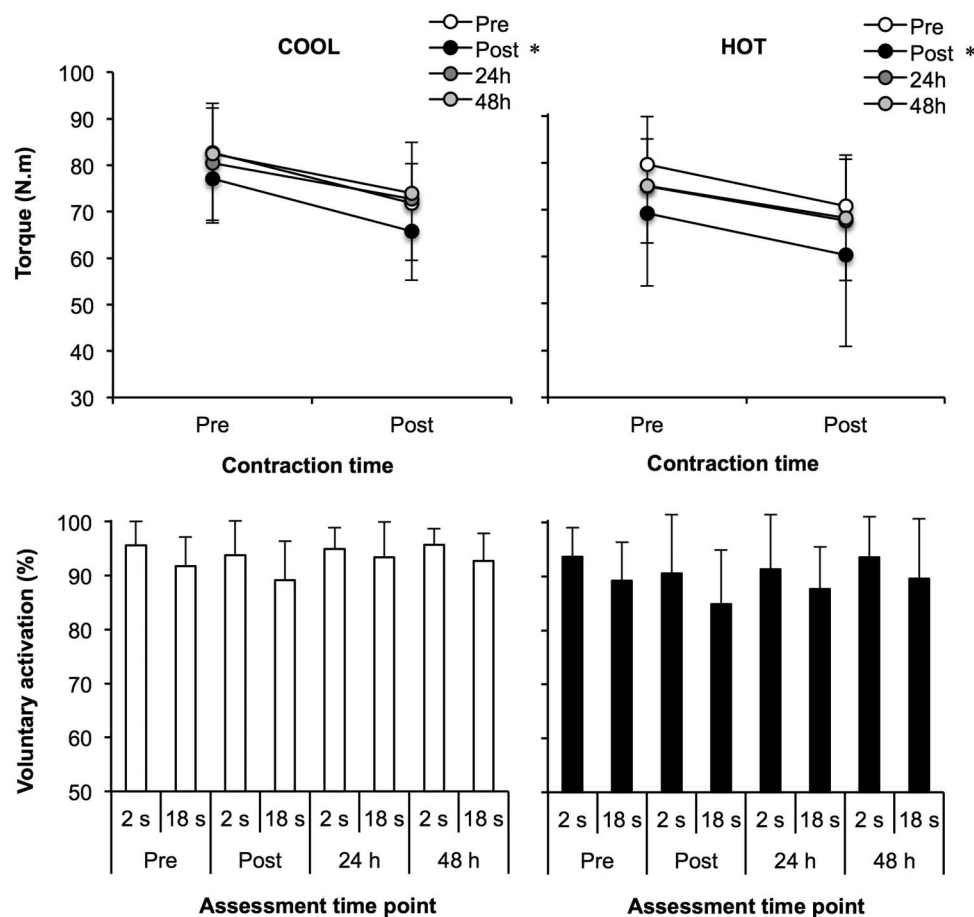 COOL
Pre
Post *
24h
48h
HOT
Pre
Post *
24h
48h
Torque (N.m)
100
90
80
70
60
50
40
30
Pre Post
Contraction time
Pre Post
Contraction time
Voluntary activation (%)
100
90
80
70
60
50
2 s 18 s 2 s 18 s 2 s 18 s 2 s 18 s
Pre Post 24 h 48 h
Assessment time point
2 s 18 s 2 s 18 s 2 s 18 s 2 s 18 s
Pre Post 24 h 48 h
Assessment time point